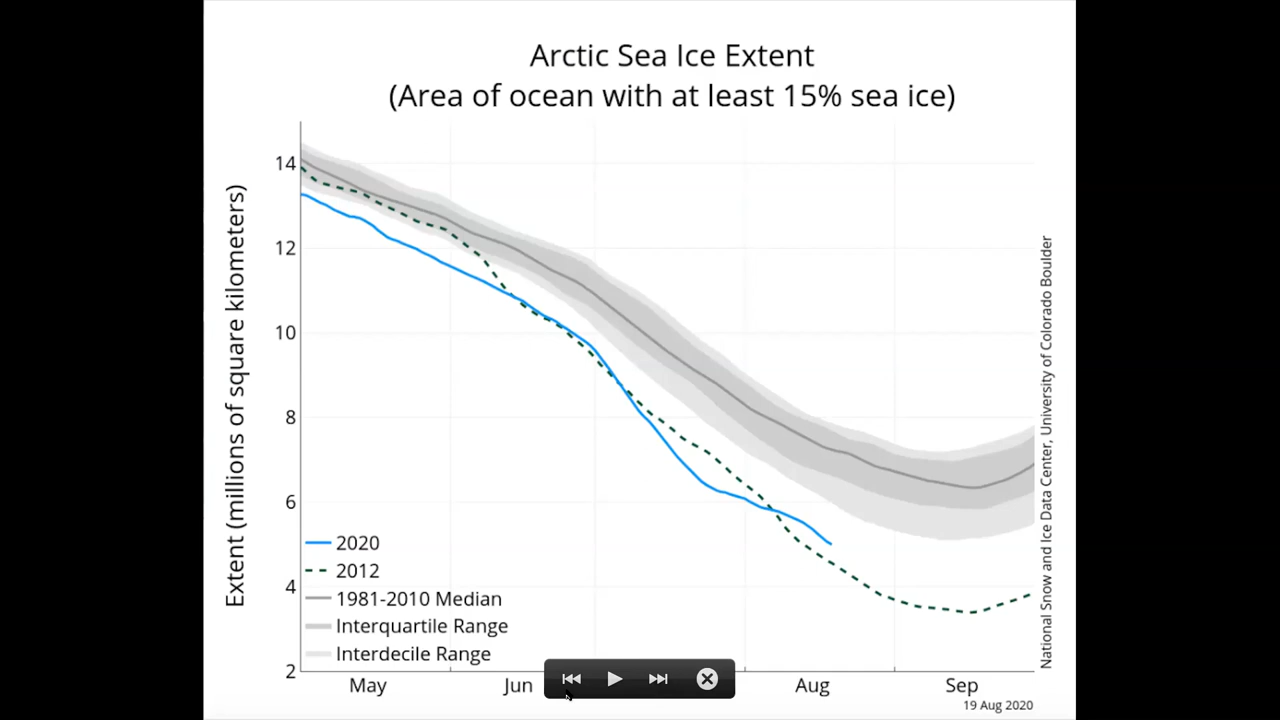 Arctic Sea Ice Extent
(Area of ocean with at least 15% sea ice)
Extent (millions of square kilometers)
14
12
10
8
6
4
2
2020
2012
1981-2010 Median
Interquartile Range
Interdecile Range
May
Jun
Aug
Sep
National Snow and Ice Data Center, University of Colorado Boulder
19 Aug 2020